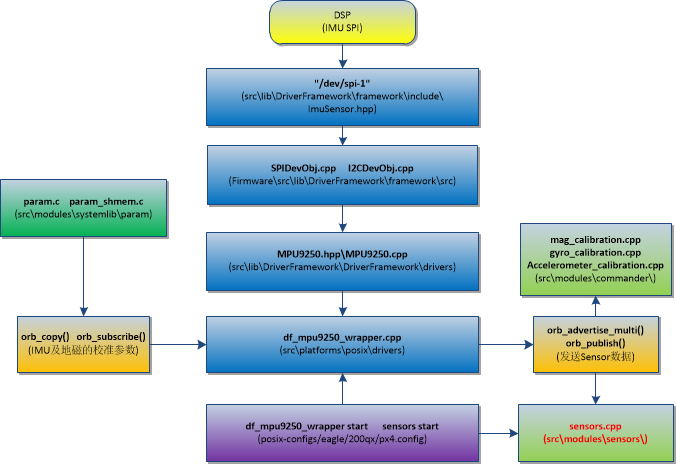 DSP
(IMU SPI)
"/dev/spi-1"
(src\lib\DriverFramework\framework\include\
ImuSensor.hpp)
SPIDevObj.cpp I2CDevObj.cpp
(Firmware\src\lib\DriverFramework\framework\src)
param.c param_shmem.c
(src\modules\systemlib\param)
MPU9250.hpp\MPU9250.cpp
(src\lib\DriverFramework\DriverFramework\drivers)
mag_calibration.cpp
gyro_calibration.cpp
Accelerometer_calibration.cpp
(src\modules\commander\)
orb_copy() orb_subscribe()
(IMU及地磁的校准参数)
df_mpu9250_wrapper.cpp
(src\platforms\posix\drivers)
orb_advertise_multi()
orb_publish()
(发送Sensor数据)
df_mpu9250_wrapper start sensors start
(posix-configs/eagle/200qx/px4.config)
sensors.cpp
(src\modules\sensors\)